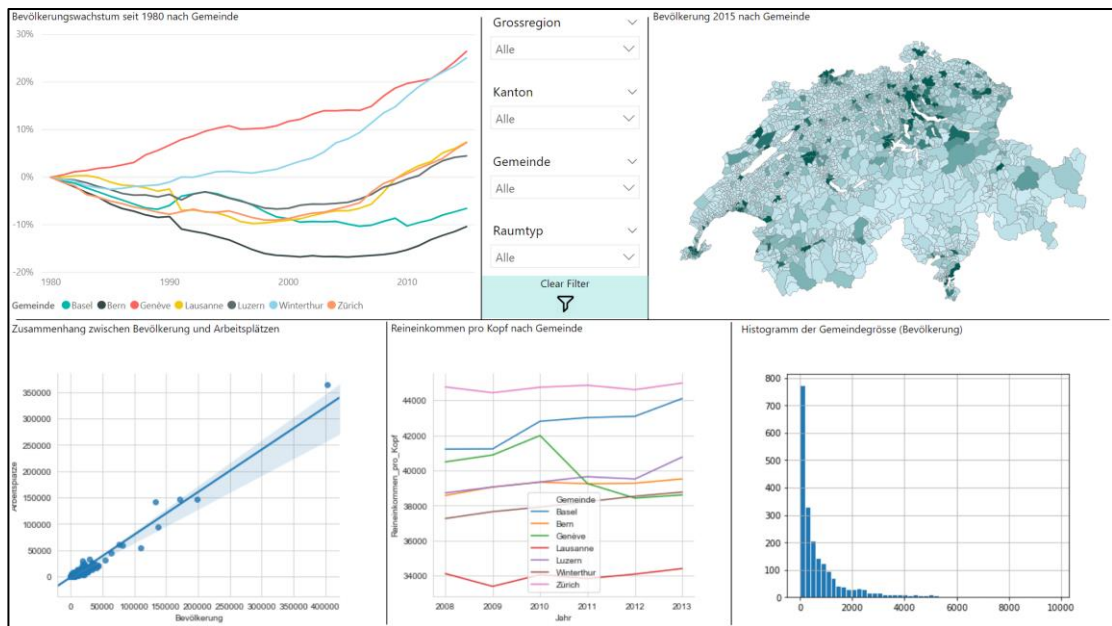 Bevölkerungswachstum seit 1980 nach Gemeinde
30%
20%
10%
0%
-10%
-20%
1980 1990 2000 2010
Gemeinde Basel Bern Genéve Lausanne Luzern Winterthur Zürich
Grossregion
Alle
Kanton
Alle
Gemeinde
Alle
Raumtyp
Alle
Clear Filter
Bevölkerung 2015 nach Gemeinde
Zusammenhang zwischen Bevölkerung und Arbeitsplätzen
350000
300000
250000
200000
150000
100000
50000
0
Arbeitsplätze
0 50000 100000 150000 200000 250000 300000 350000 400000
Bevölkerung
Reineinkommen pro Kopf nach Gemeinde
44000
42000
40000
38000
36000
34000
Reineinkommen_pro_Kopf
Gemeinde
Basel
Bern
Genève
Lausanne
Luzern
Winterthur
Zürich
2008 2009 2010 2011 2012 2013
Jahr
Histogramm der Gemeindegrösse (Bevölkerung)
800
700
600
500
400
300
200
100
0
0 2000 4000 6000 8000 10000